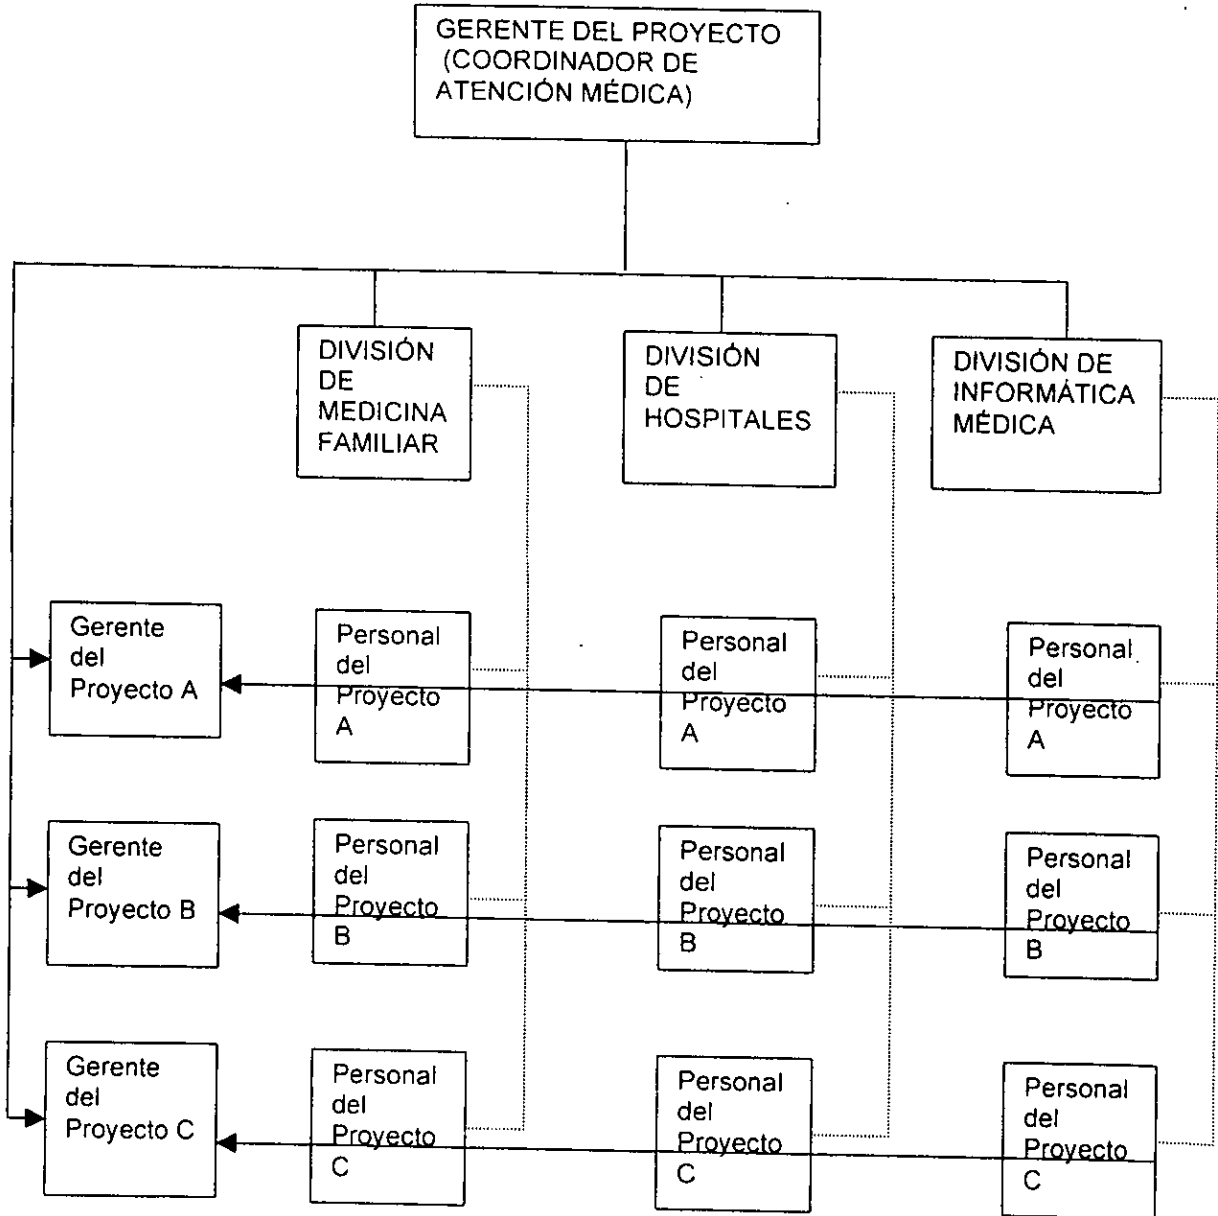 GERENTE DEL PROYECTO
(COORDINADOR DE
ATENCIÓN MÉDICA)
DIVISIÓN
DE
MEDICINA
FAMILIAR
DIVISIÓN
DE
HOSPITALES
DIVISIÓN DE
INFORMÁTICA
MÉDICA
Gerente
del
Proyecto A
Personal
del
Proyecto
A
Personal
del
Proyecto
A
Personal
del
Proyecto
A
Gerente
del
Proyecto B
Personal
del
Proyecto
B
Personal
del
Proyecto
B
Personal
del
Proyecto
B
Gerente
del
Proyecto C
Personal
del
Proyecto
C
Personal
del
Proyecto
C
Personal
del
Proyecto
C